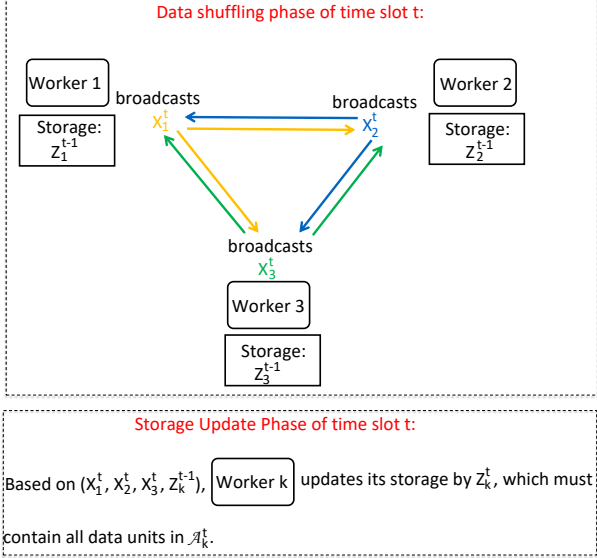 Data shuffling phase of time slot t:
Worker 1
Worker 2
broadcasts
broadcasts
Storage:
X₁ᵗ
X₂ᵗ
Storage:
Z₁ᵗ⁻¹
Z₂ᵗ⁻¹
broadcasts
X₃ᵗ
Worker 3
Storage:
Z₃ᵗ⁻¹
Storage Update Phase of time slot t:
Based on (X₁ᵗ, X₂ᵗ, X₃ᵗ, Zₖᵗ⁻¹), Worker k updates its storage by Zₖᵗ, which must
contain all data units in 𝒜ₖᵗ.